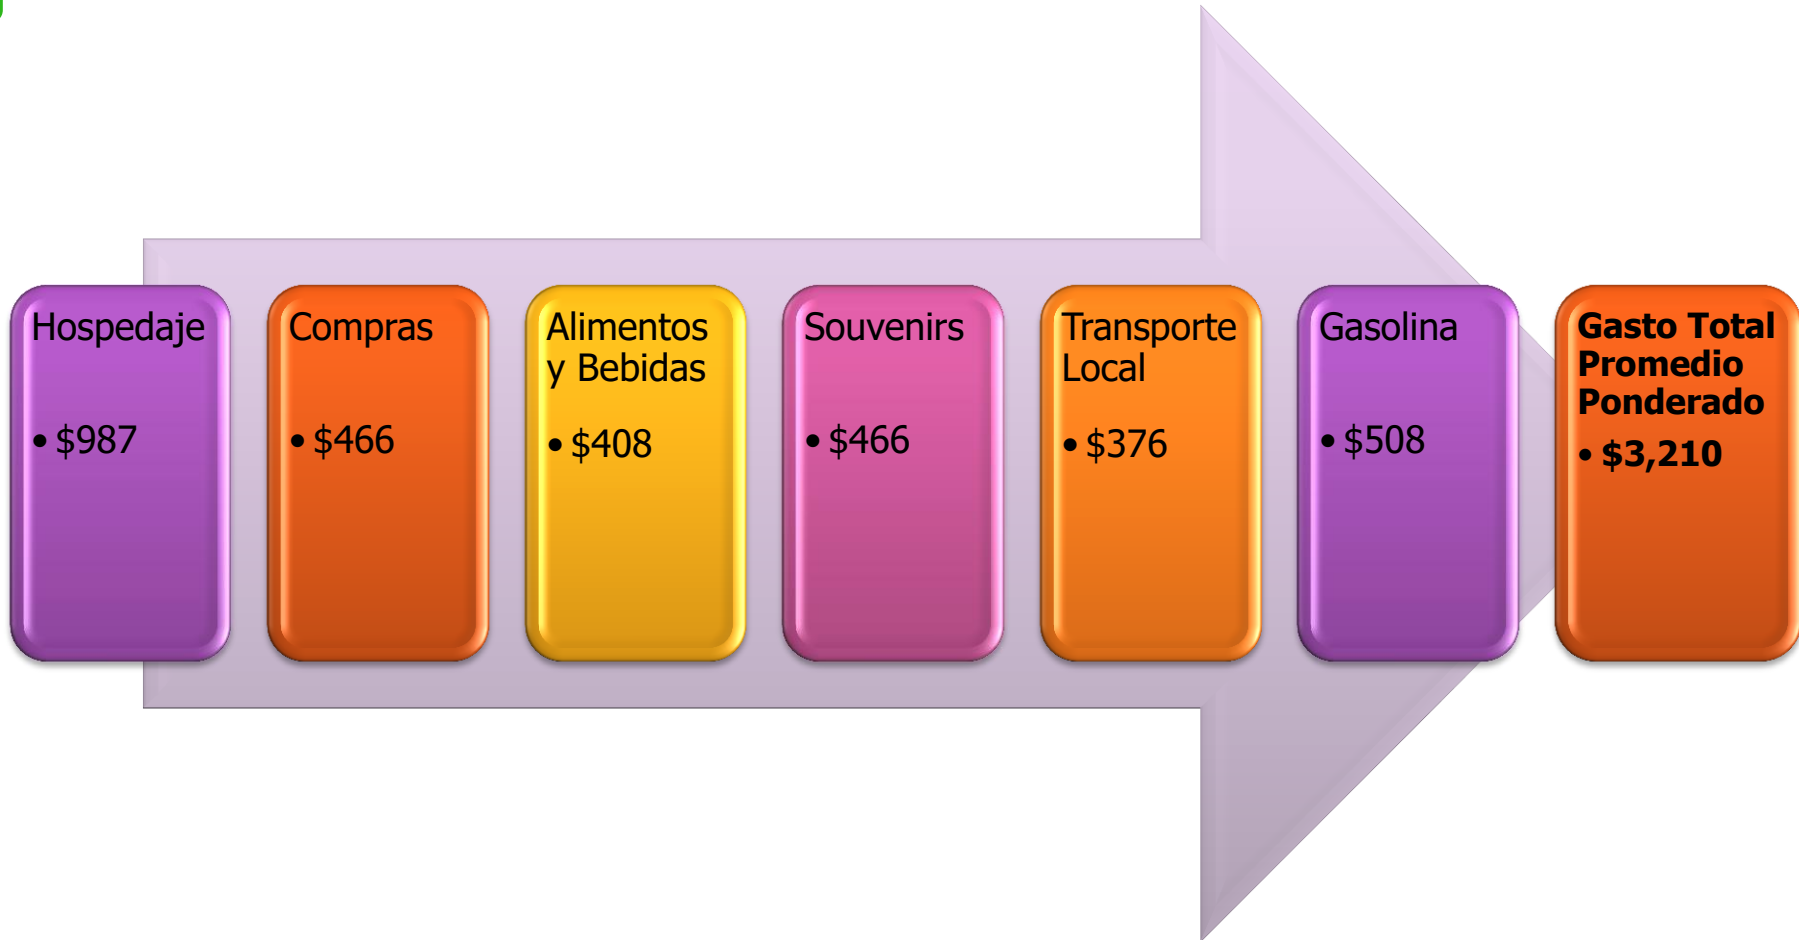 Hospedaje
• $987
Compras
• $466
Alimentos
y Bebidas
• $408
Souvenirs
• $466
Transporte
Local
• $376
Gasolina
• $508
Gasto Total
Promedio
Ponderado
• $3,210